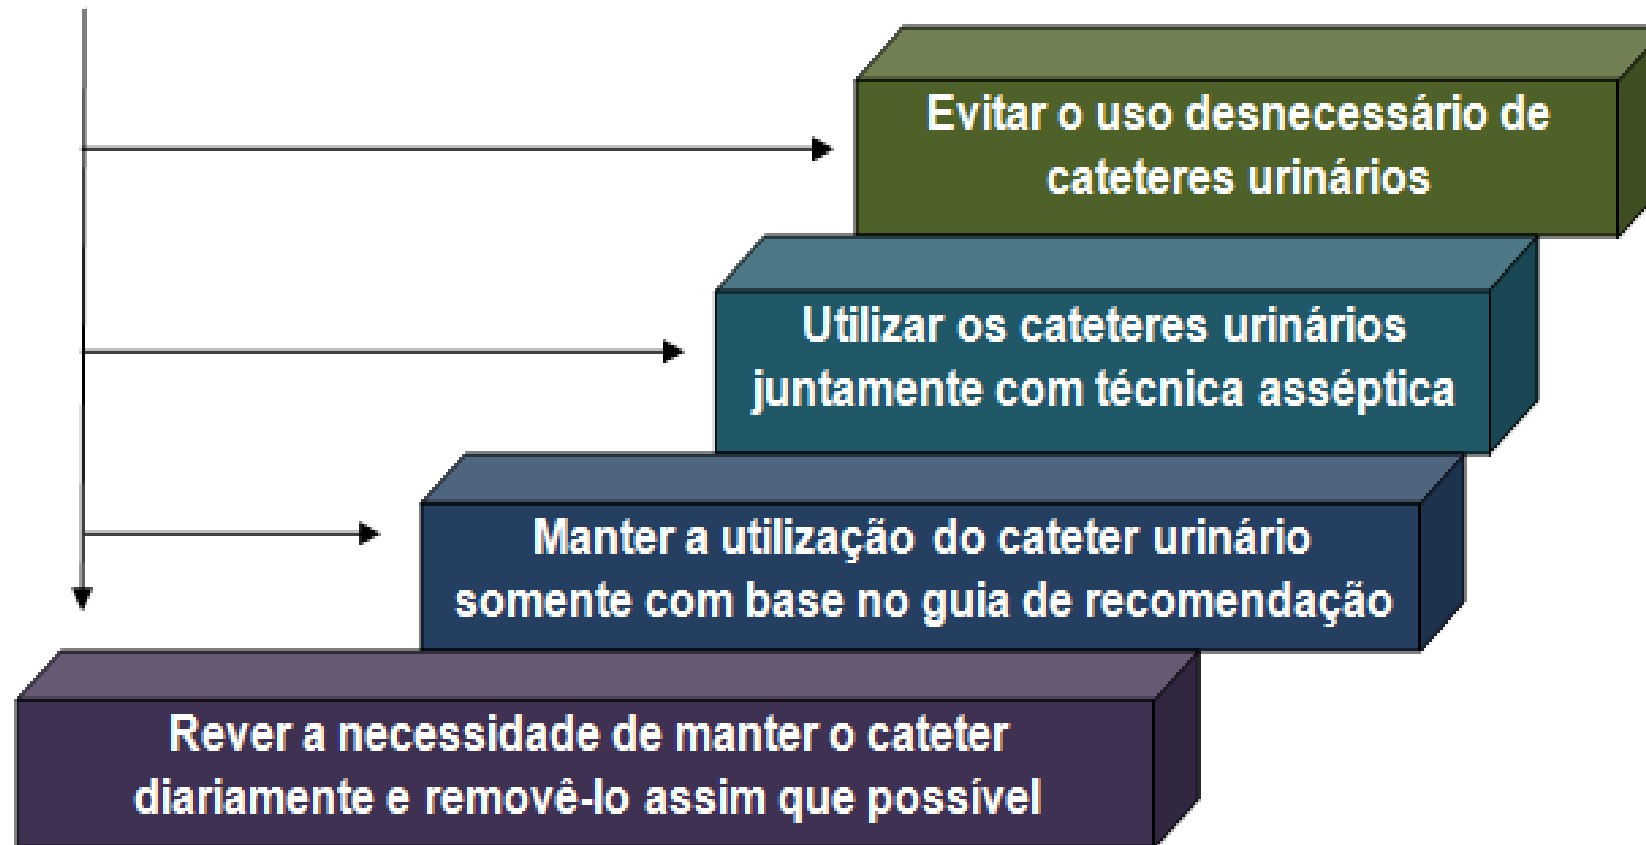 Evitar o uso desnecessário de
cateteres urinários
Utilizar os cateteres urinários
juntamente com técnica asséptica
Manter a utilização do cateter urinário
somente com base no guia de recomendação
Rever a necessidade de manter o cateter
diariamente e removê-lo assim que possível